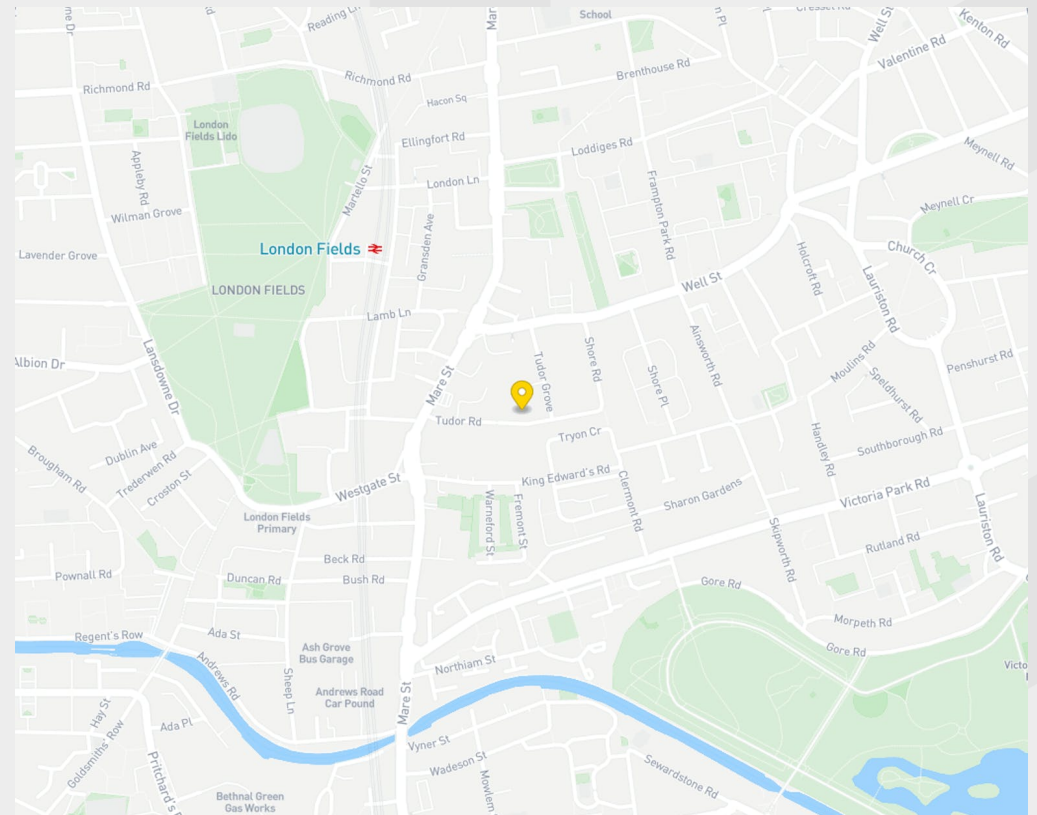 School
Cresset Rd
Well St
Kenton Rd
Valentine Rd
Reading Ln
Richmond Rd
Richmond Rd
Brenthouse Rd
Hacon Sq
London
Fields Lido
Ellingfort Rd
Loddiges Rd
Meynell Rd
Appleby Rd
Martello St
London Ln
Frampton Park Rd
Wilman Grove
Meynell Cr
Gransden Ave
London Fields
Lavender Grove
Church Cr
Holcroft Rd
LONDON FIELDS
Well St
Lauriston Rd
Lamb Ln
Ainsworth Rd
Albion Dr
Lansdowne Dr
Mare St
Tudor Grove
Shore Rd
Shore Pl
Moulins Rd
Penshurst Rd
Speldhurst Rd
Tudor Rd
Tryon Cr
Handley Rd
Southborough Rd
Brougham Rd
Dublin Ave
Trederwen Rd
Croston St
Westgate St
King Edward's Rd
Clermont Rd
Sharon Gardens
Victoria Park Rd
London Fields
Primary
Warneford St
Fremont St
Skipworth Rd
Lauriston Rd
Rutland Rd
Beck Rd
Pownall Rd
Duncan Rd
Bush Rd
Gore Rd
Morpeth Rd
Regent's Row
Ada St
Ash Grove
Bus Garage
Gore Rd
Andrews Rd
Northiam St
Victo
Sheep Ln
Andrews Road
Car Pound
Mare St
Hay St
Goldsmiths' Row
Ada Pl
Vyner St
Wadeson St
Sewardstone Rd
Pritchard's
Mowlem
Bethnal Green
Gas Works